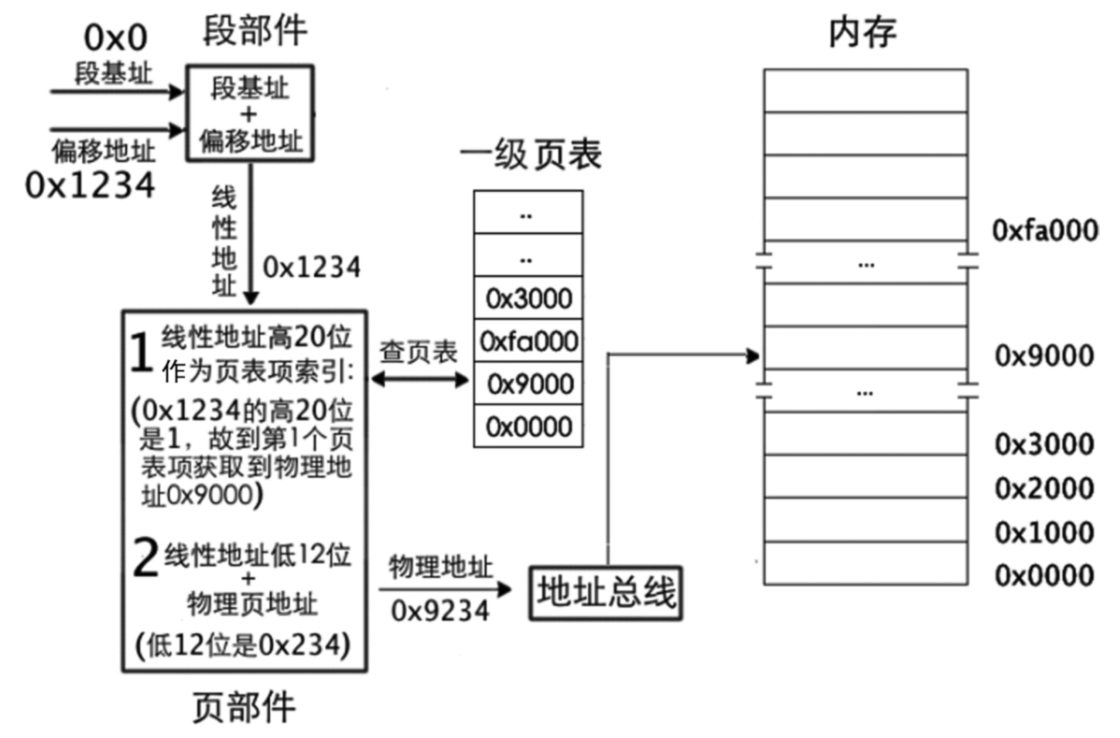 0x0
段部件
段基址
段基址
+
偏移地址
偏移地址
0x1234
线
性
地
址
0x1234
1 线性地址高20位
作为页表项索引:
(0x1234的高20位
是1，故到第1个页
表项获取到物理地
址0x9000)
2 线性地址低12位
+
物理页地址
(低12位是0x234)
页部件
查页表
一级页表
..
..
0x3000
0xfa000
0x9000
0x0000
物理地址
0x9234
地址总线
内存
0xfa000
...
0x9000
...
0x3000
0x2000
0x1000
0x0000